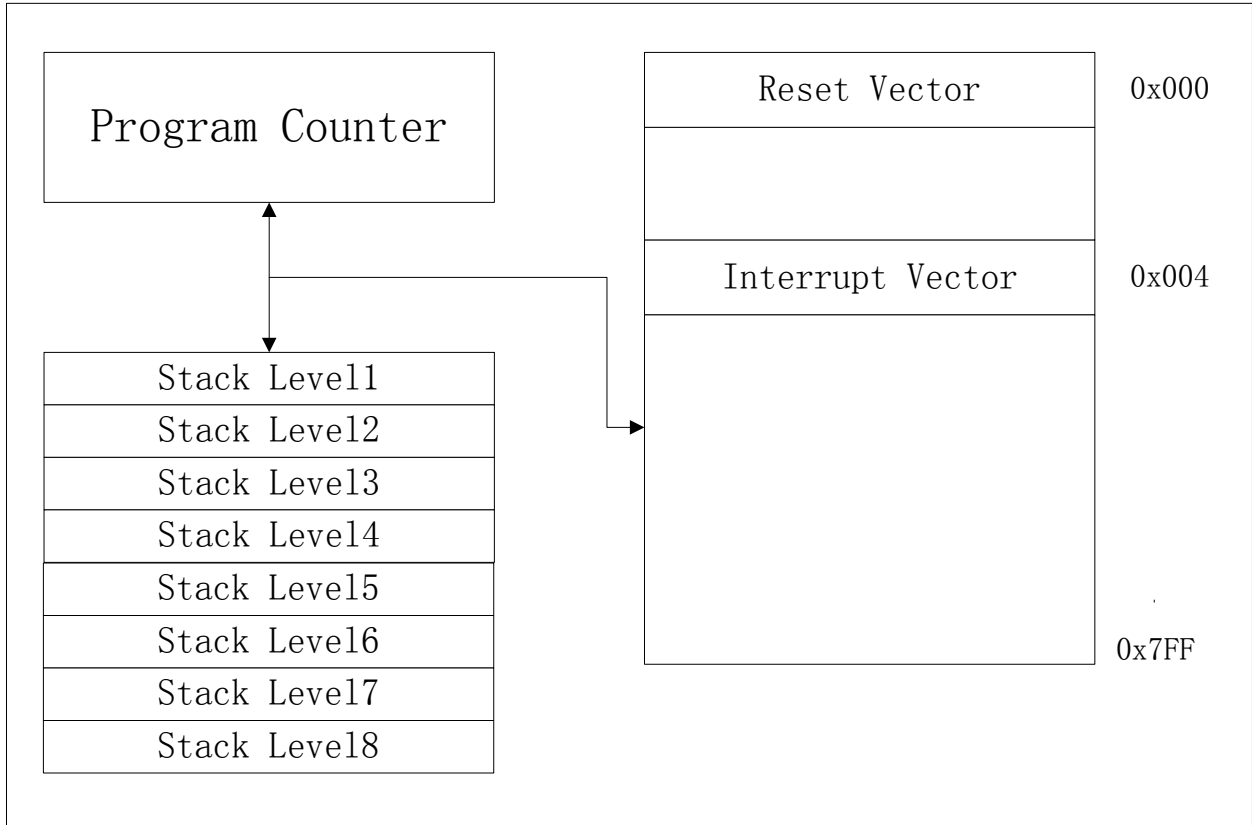 Program Counter
Stack Level1
Stack Level2
Stack Level3
Stack Level4
Stack Level5
Stack Level6
Stack Level7
Stack Level8
Reset Vector
0x000
Interrupt Vector
0x004
0x7FF